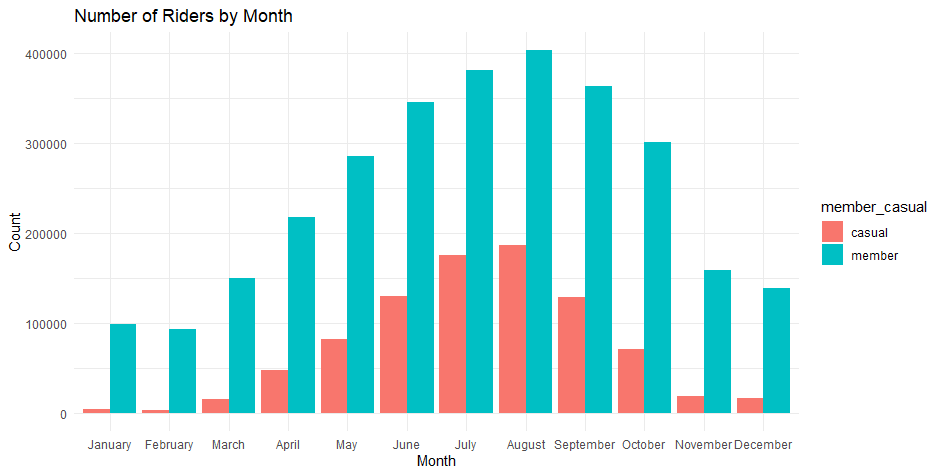 Number of Riders by Month
Count
400000
300000
200000
100000
0
January February March April May June July August September October November December
Month
member_casual
casual
member